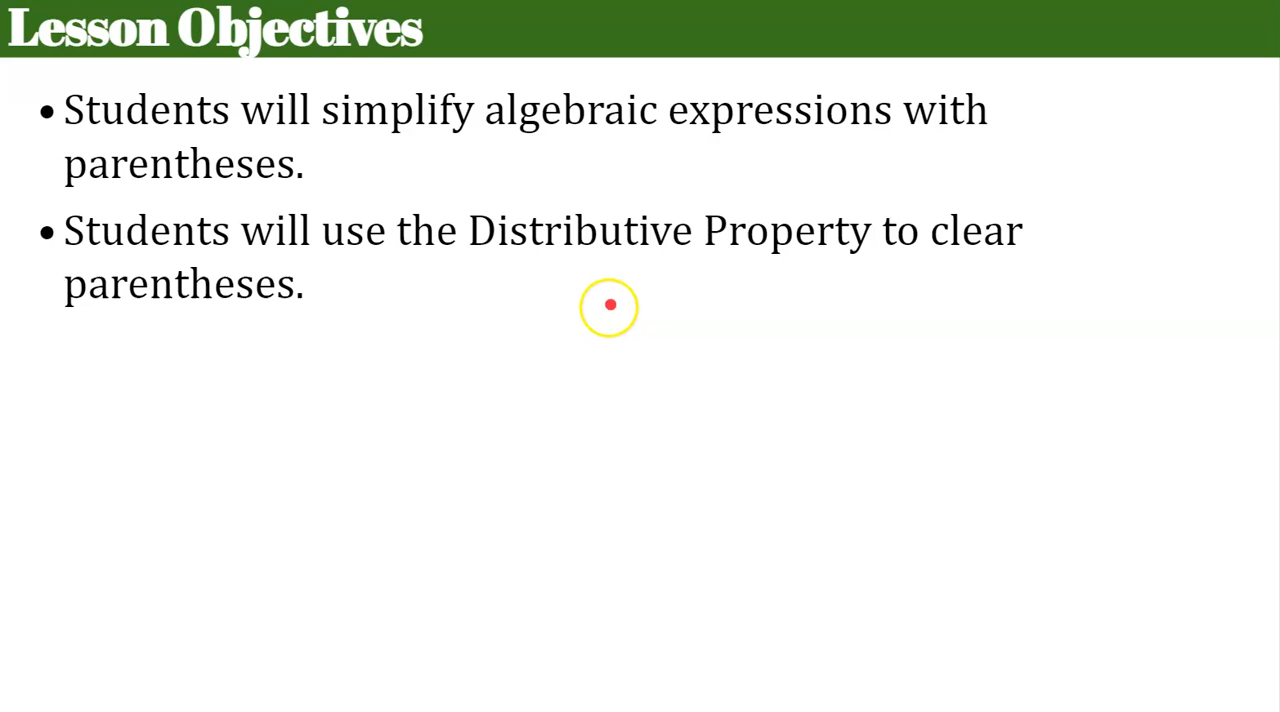 Lesson Objectives
•Students will simplify algebraic expressions with
parentheses.
•Students will use the Distributive Property to clear
parentheses.